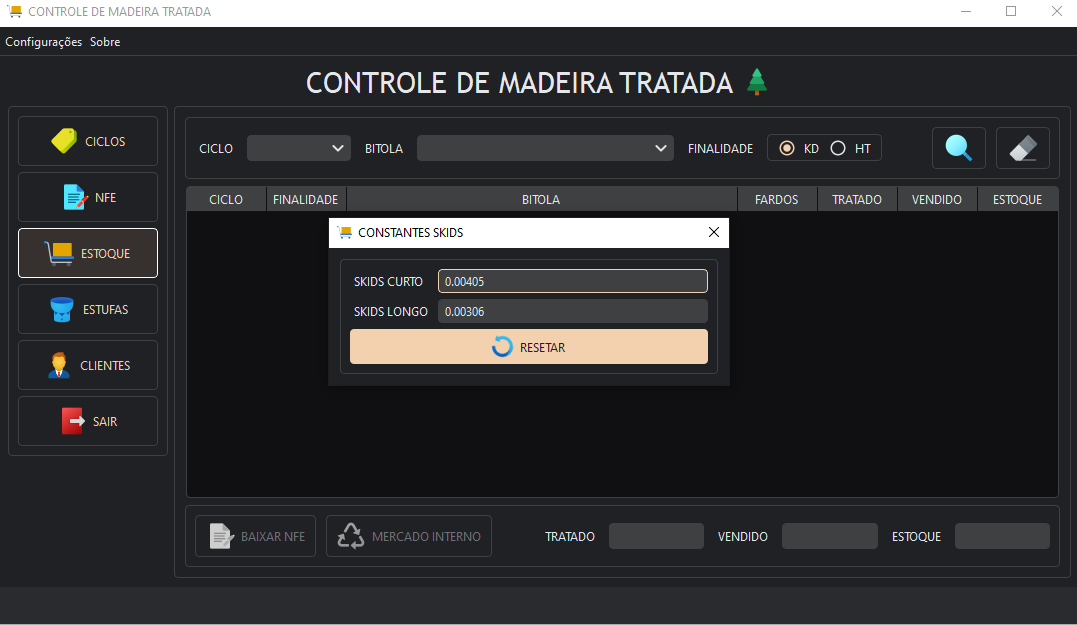 CONTROLE DE MADEIRA TRATADA
Configurações Sobre
CONTROLE DE MADEIRA TRATADA
CICLOS
NFE
ESTOQUE
ESTUFAS
CLIENTES
SAIR
CICLO BITOLA FINALIDADE KD HT
CICLO FINALIDADE BITOLA FARDOS TRATADO VENDIDO ESTOQUE
CONSTANTES SKIDS
SKIDS CURTO 0.00405
SKIDS LONGO 0.00306
RESETAR
BAIXAR NFE MERCADO INTERNO TRATADO VENDIDO ESTOQUE